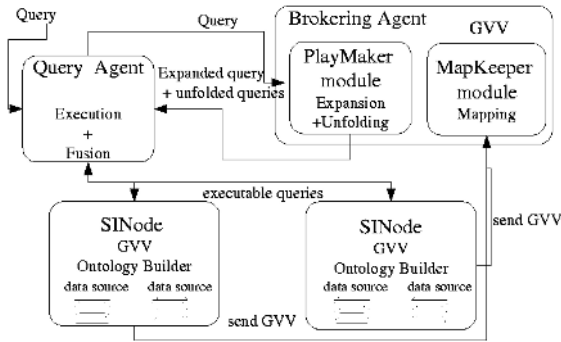 Query
Query
Brokering Agent
GVV
Query Agent
Execution
+
Fusion
Expanded query
+ unfolded queries
PlayMaker
module
Expansion
+Unfolding
MapKeeper
module
Mapping
executable queries
SINode
GVV
Ontology Builder
data source
data source
SINode
GVV
Ontology Builder
data source
data source
send GVV
send GVV